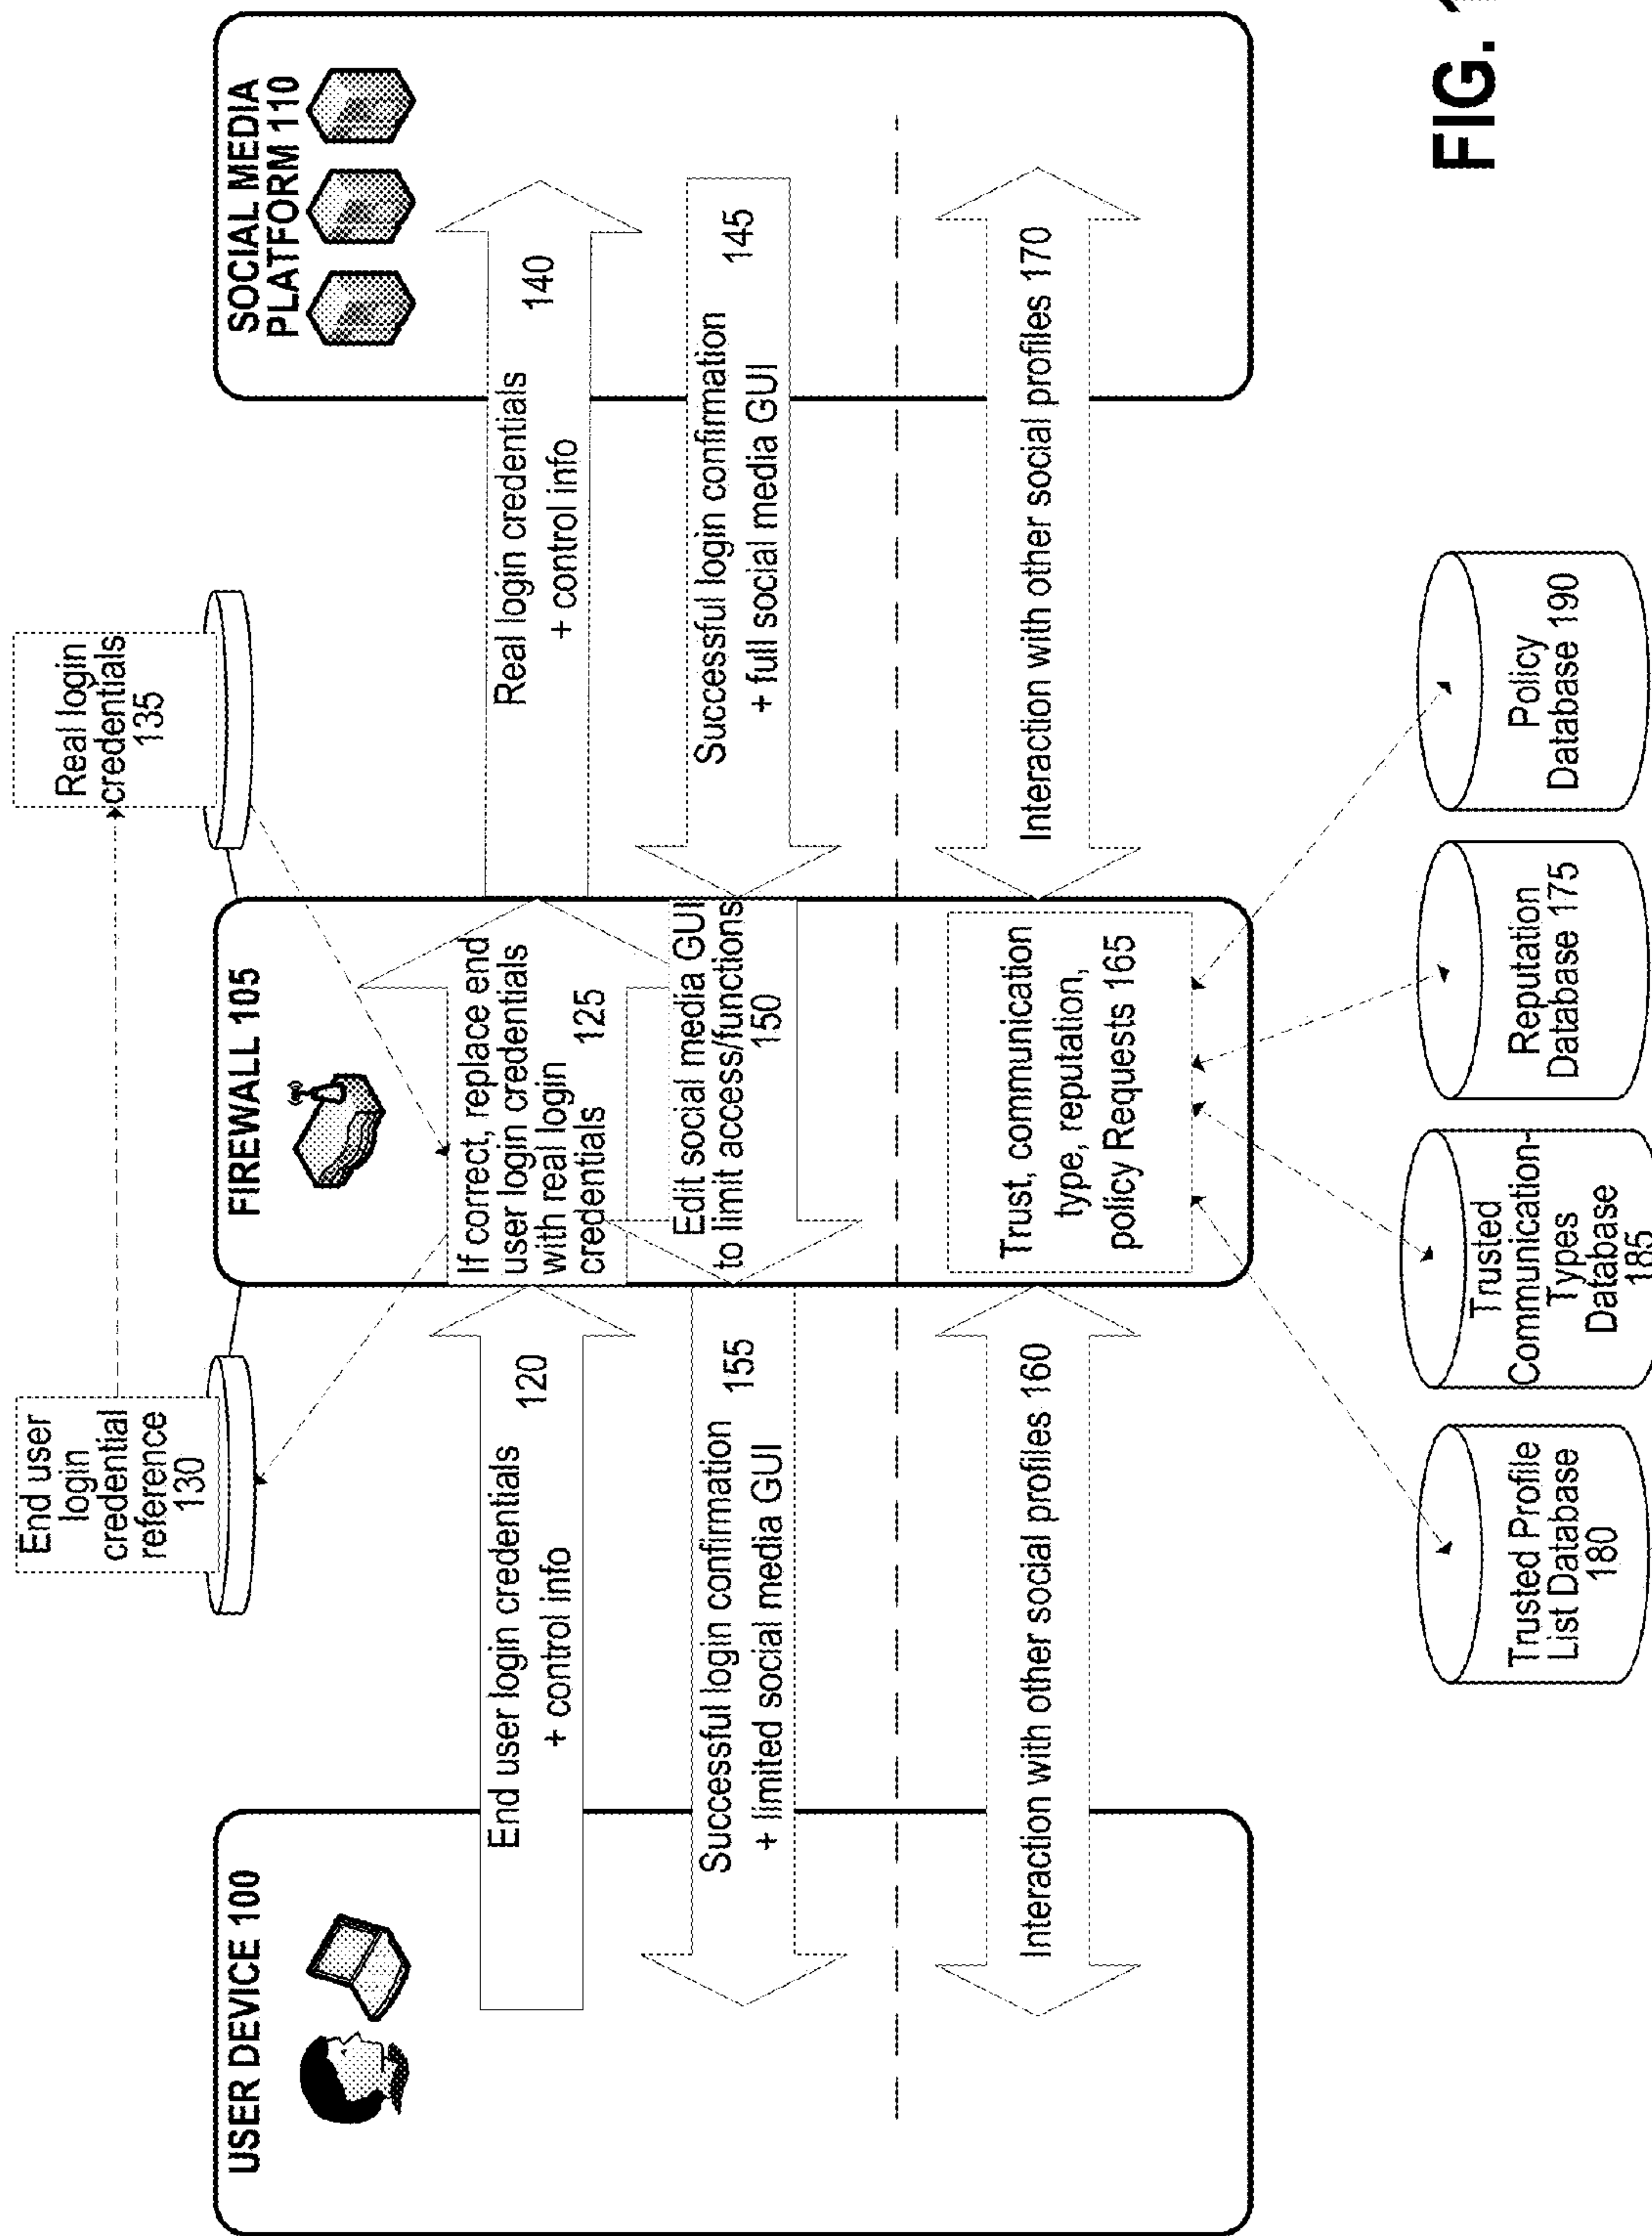 End user
login
credential
reference
130
Real login
credentials
135
USER DEVICE 100
FIREWALL 105
SOCIAL MEDIA
PLATFORM 110
End user login credentials
+ control info
120
If correct, replace end
user login credentials
with real login
credentials
125
Real login credentials
+ control info
140
Successful login confirmation
+ limited social media GUI
155
Edit social media GUI
to limit access/functions
150
Successful login confirmation
+ full social media GUI
145
Interaction with other social profiles 160
Trust, communication
type, reputation,
policy Requests 165
Interaction with other social profiles 170
Trusted Profile
List Database
180
Trusted
Communication-
Types
Database
185
Reputation
Database 175
Policy
Database 190
FIG.